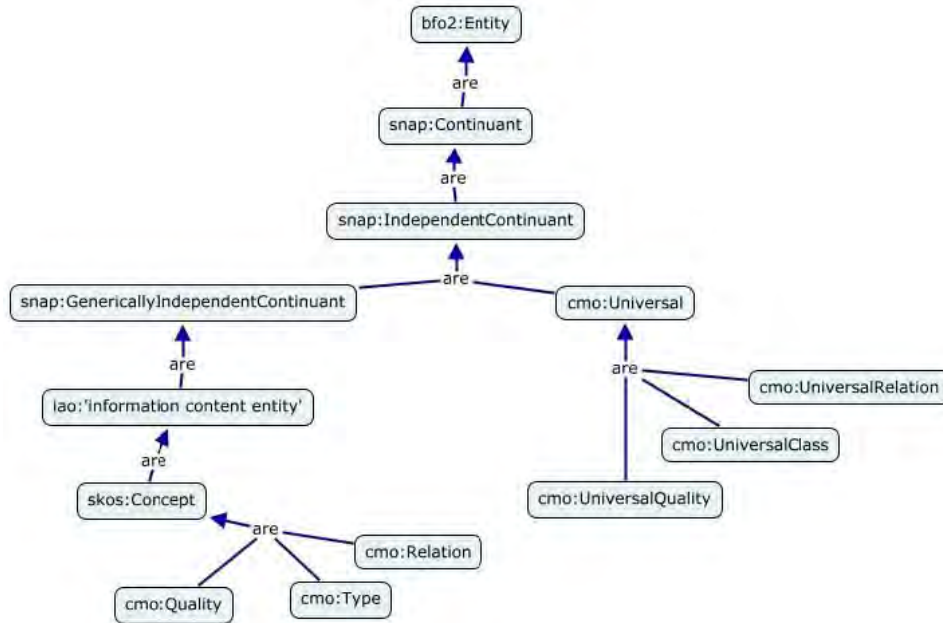 bfo2:Entity
are
snap:Continuant
are
snap:IndependentContinuant
are
snap:GenericallyIndependentContinuant
cmo:Universal
are
are
cmo:UniversalRelation
iao:'information content entity'
cmo:UniversalClass
are
skos:Concept
cmo:UniversalQuality
are
cmo:Relation
cmo:Quality
cmo:Type